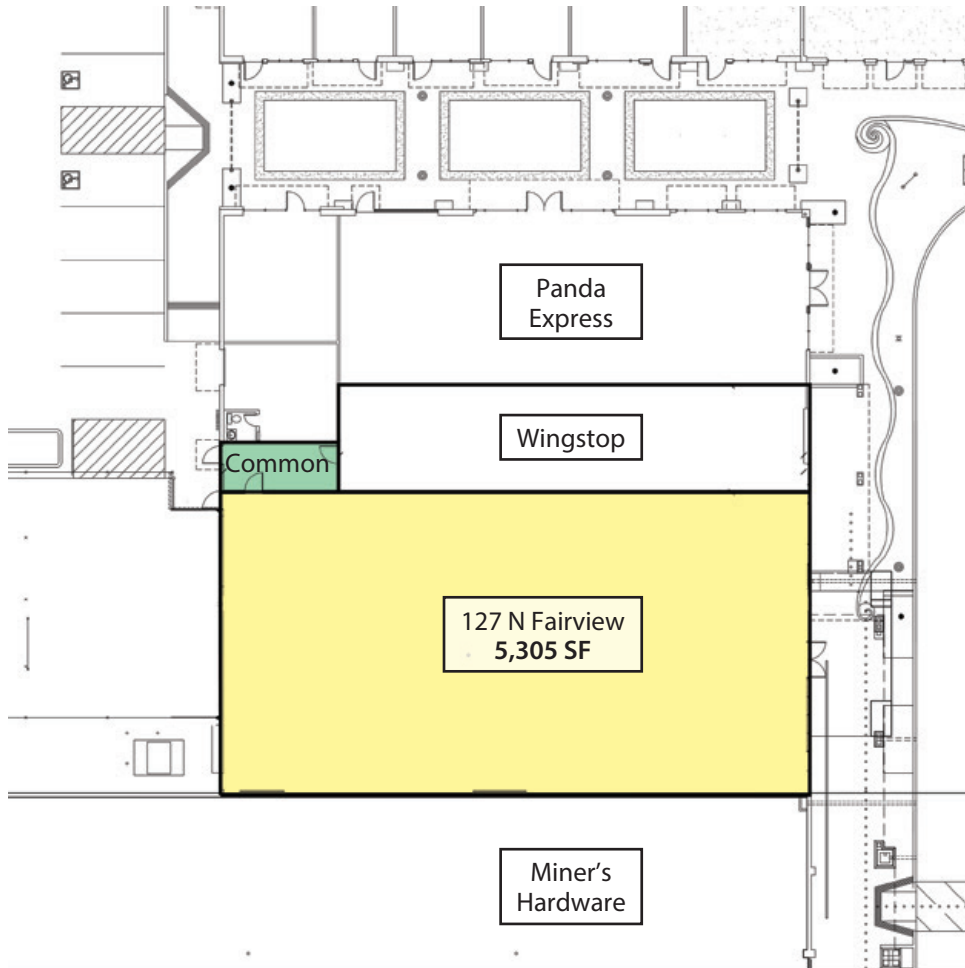 Panda
Express
Wingstop
Common
127 N Fairview
5,305 SF
Miner's
Hardware